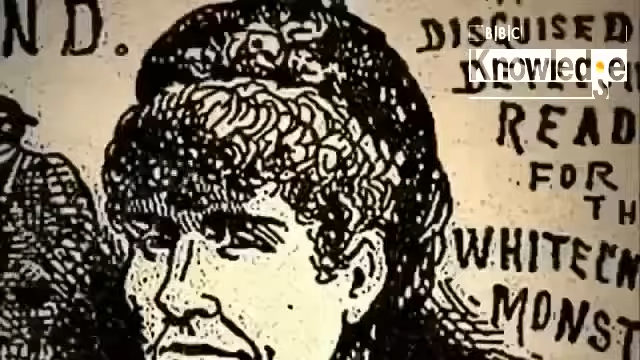 ND.
DISGUISED
BBC
Knowledge
READ
FOR
TH
WHITECH
MONST